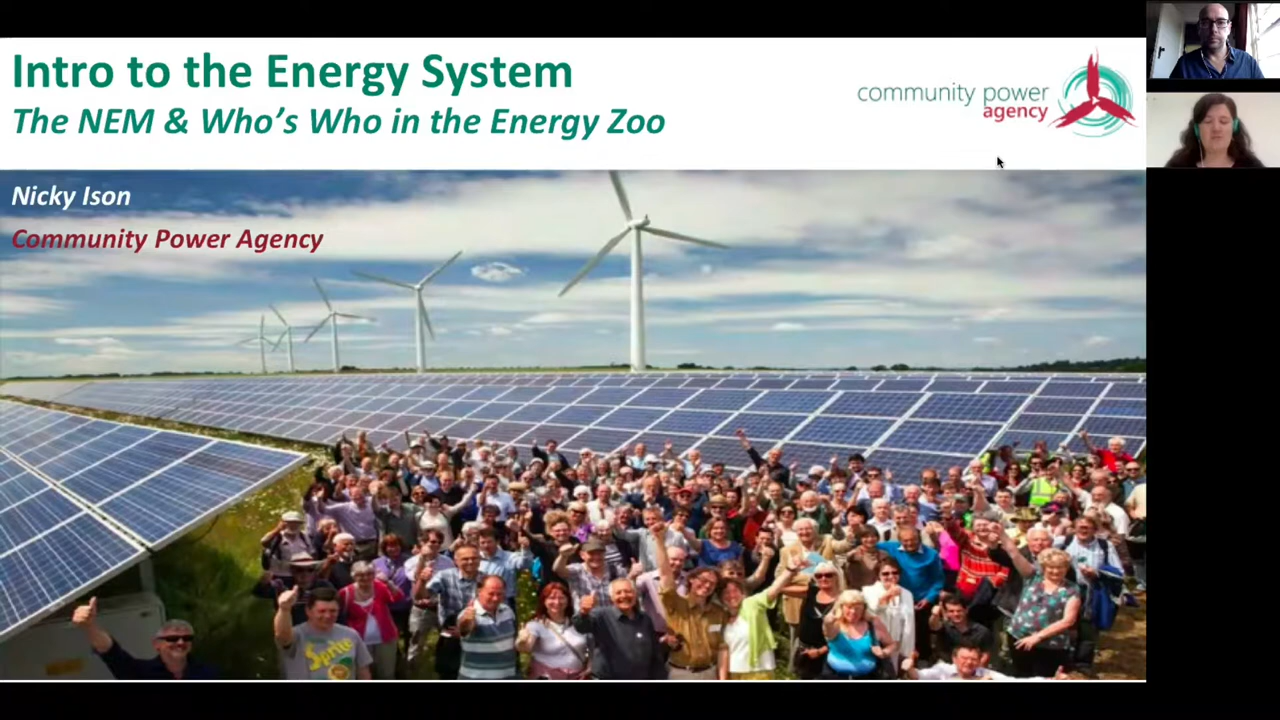 Intro to the Energy System
The NEM & Who's Who in the Energy Zoo
community power
agency
Nicky Ison
Community Power Agency
Sprite